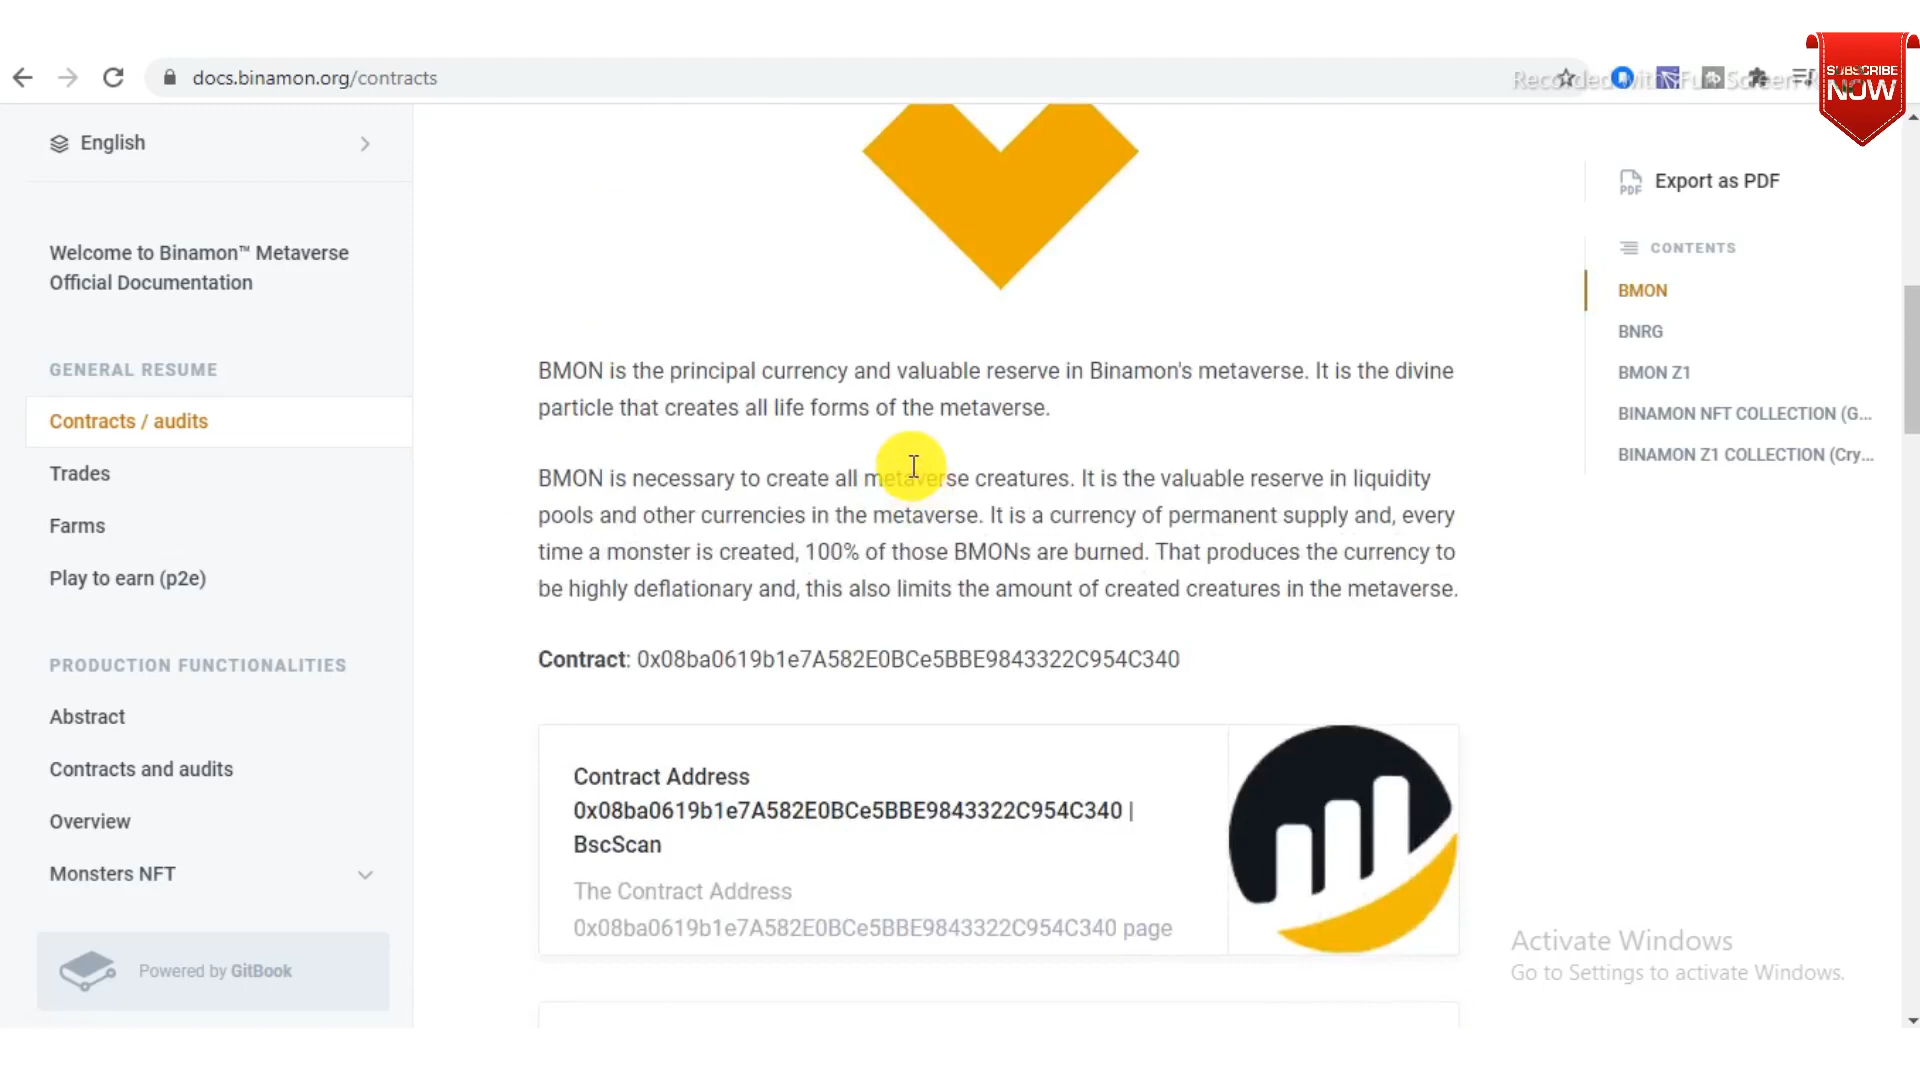 docs.binamon.org/contracts
SUBSCRIBE
NOW
English
Welcome to Binamon™ Metaverse
Official Documentation
GENERAL RESUME
Contracts / audits
Trades
Farms
Play to earn (p2e)
PRODUCTION FUNCTIONALITIES
Abstract
Contracts and audits
Overview
Monsters NFT
Powered by GitBook
BMON is the principal currency and valuable reserve in Binamon's metaverse. It is the divine
particle that creates all life forms of the metaverse.
BMON is necessary to create all metaverse creatures. It is the valuable reserve in liquidity
pools and other currencies in the metaverse. It is a currency of permanent supply and, every
time a monster is created, 100% of those BMONs are burned. That produces the currency to
be highly deflationary and, this also limits the amount of created creatures in the metaverse.
Contract: 0x08ba0619b1e7A582E0BCe5BBE9843322C954C340
Contract Address
0x08ba0619b1e7A582E0BCe5BBE9843322C954C340 |
BscScan
The Contract Address
0x08ba0619b1e7A582E0BCe5BBE9843322C954C340 page
PDF
Export as PDF
CONTENTS
BMON
BNRG
BMON Z1
BINAMON NFT COLLECTION (G...
BINAMON Z1 COLLECTION (Cry...
Activate Windows
Go to Settings to activate Windows.